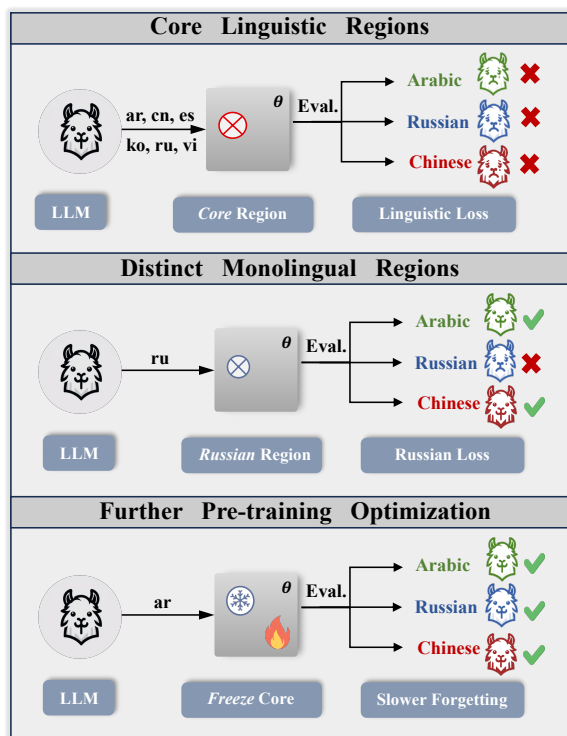 Core Linguistic Regions
ar, cn, es
ko, ru, vi
θ
Eval.
Arabic
Russian
Chinese
LLM
Core Region
Linguistic Loss
Distinct Monolingual Regions
ru
θ
Eval.
Arabic
Russian
Chinese
LLM
Russian Region
Russian Loss
Further Pre-training Optimization
ar
θ
Eval.
Arabic
Russian
Chinese
LLM
Freeze Core
Slower Forgetting